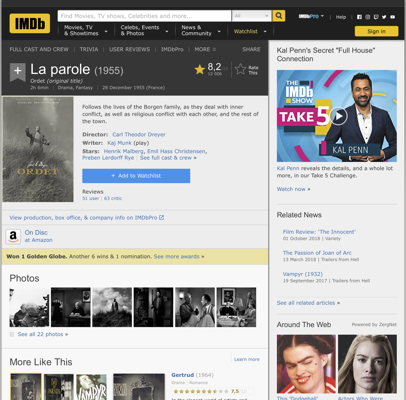 IMDb
Find Movies, TV shows, Celebrities and more...
All
IMDbPro
Help
Movies, TV
& Showtimes
Celebs, Events
& Photos
News &
Community
Watchlist
Sign in
FULL CAST AND CREW | TRIVIA | USER REVIEWS | IMDbPro | MORE
SHARE
La parole (1955)
Ordet (original title)
2h 6min | Drama, Fantasy | 28 December 1955 (France)
8,2
Rate
This
Follows the lives of the Borgen family, as they deal with inner
conflict, as well as religious conflict with each other, and the rest of
the town.
Director: Carl Theodor Dreyer
Writer: Kaj Munk (play)
Stars: Henrik Malberg, Emil Hass Christensen,
Preben Lerdorff Rye | See full cast & crew »
+ Add to Watchlist
Reviews
01 user | 63 critic
ORDET
View production, box office, & company info on IMDbPro
a
On Disc
at Amazon
Won 1 Golden Globe. Another 6 wins & 1 nomination. See more awards »
Photos
See all 22 photos »
More Like This
Learn more
VAMPYR
Gertrud (1964)
Drama | Romance
7,5
Kal Penn's Secret "Full House"
Connection
THE IMDb SHOW
TAKE 5
KAL PENN
Kal Penn reveals the details, and a whole lot
more, in our Take 5 Challenge.
Watch now »
Related News
Film Review: 'The Innocent'
01 October 2018 | Variety
The Passion of Joan of Arc
13 March 2018 | Trailers from Hell
Vampyr (1932)
19 September 2017 | Trailers from Hell
See all related articles »
Around The Web
Powered by ZergNet
This 'Dodgeball'
Actors Who Were